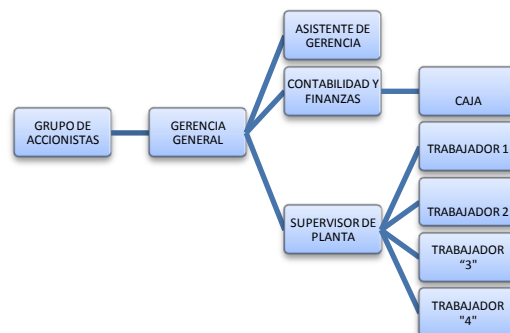 ASISTENTE DE
GERENCIA
CONTABILIDAD Y
FINANZAS
CAJA
GRUPO DE
ACCIONISTAS
GERENCIA
GENERAL
TRABAJADOR 1
TRABAJADOR 2
SUPERVISOR DE
PLANTA
TRABAJADOR
“3”
TRABAJADOR
"4"